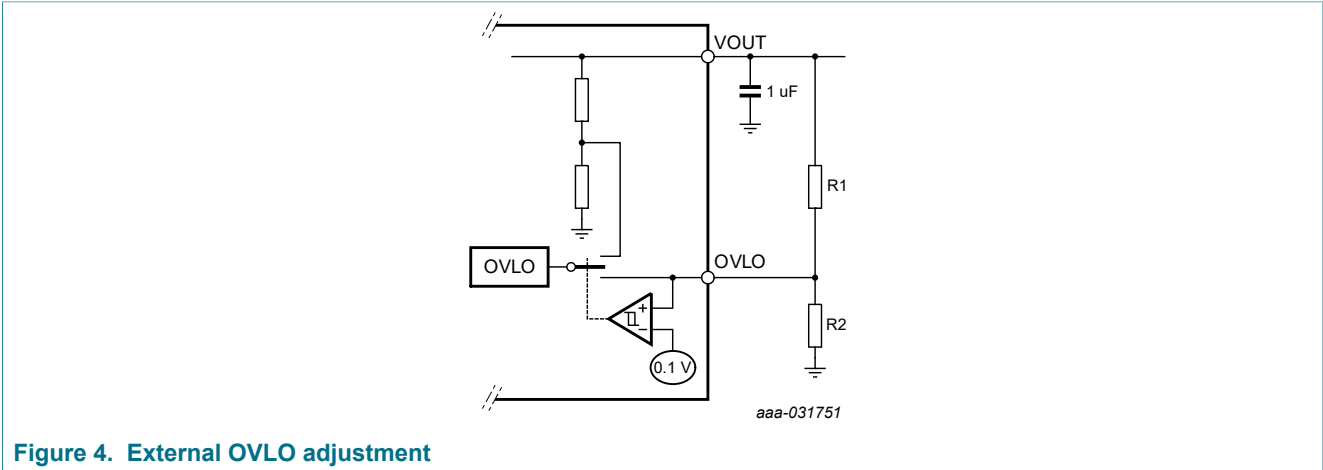 VOUT
1 uF
R1
OVLO
OVLO
+
−
R2
0.1 V
aaa-031751
Figure 4. External OVLO adjustment